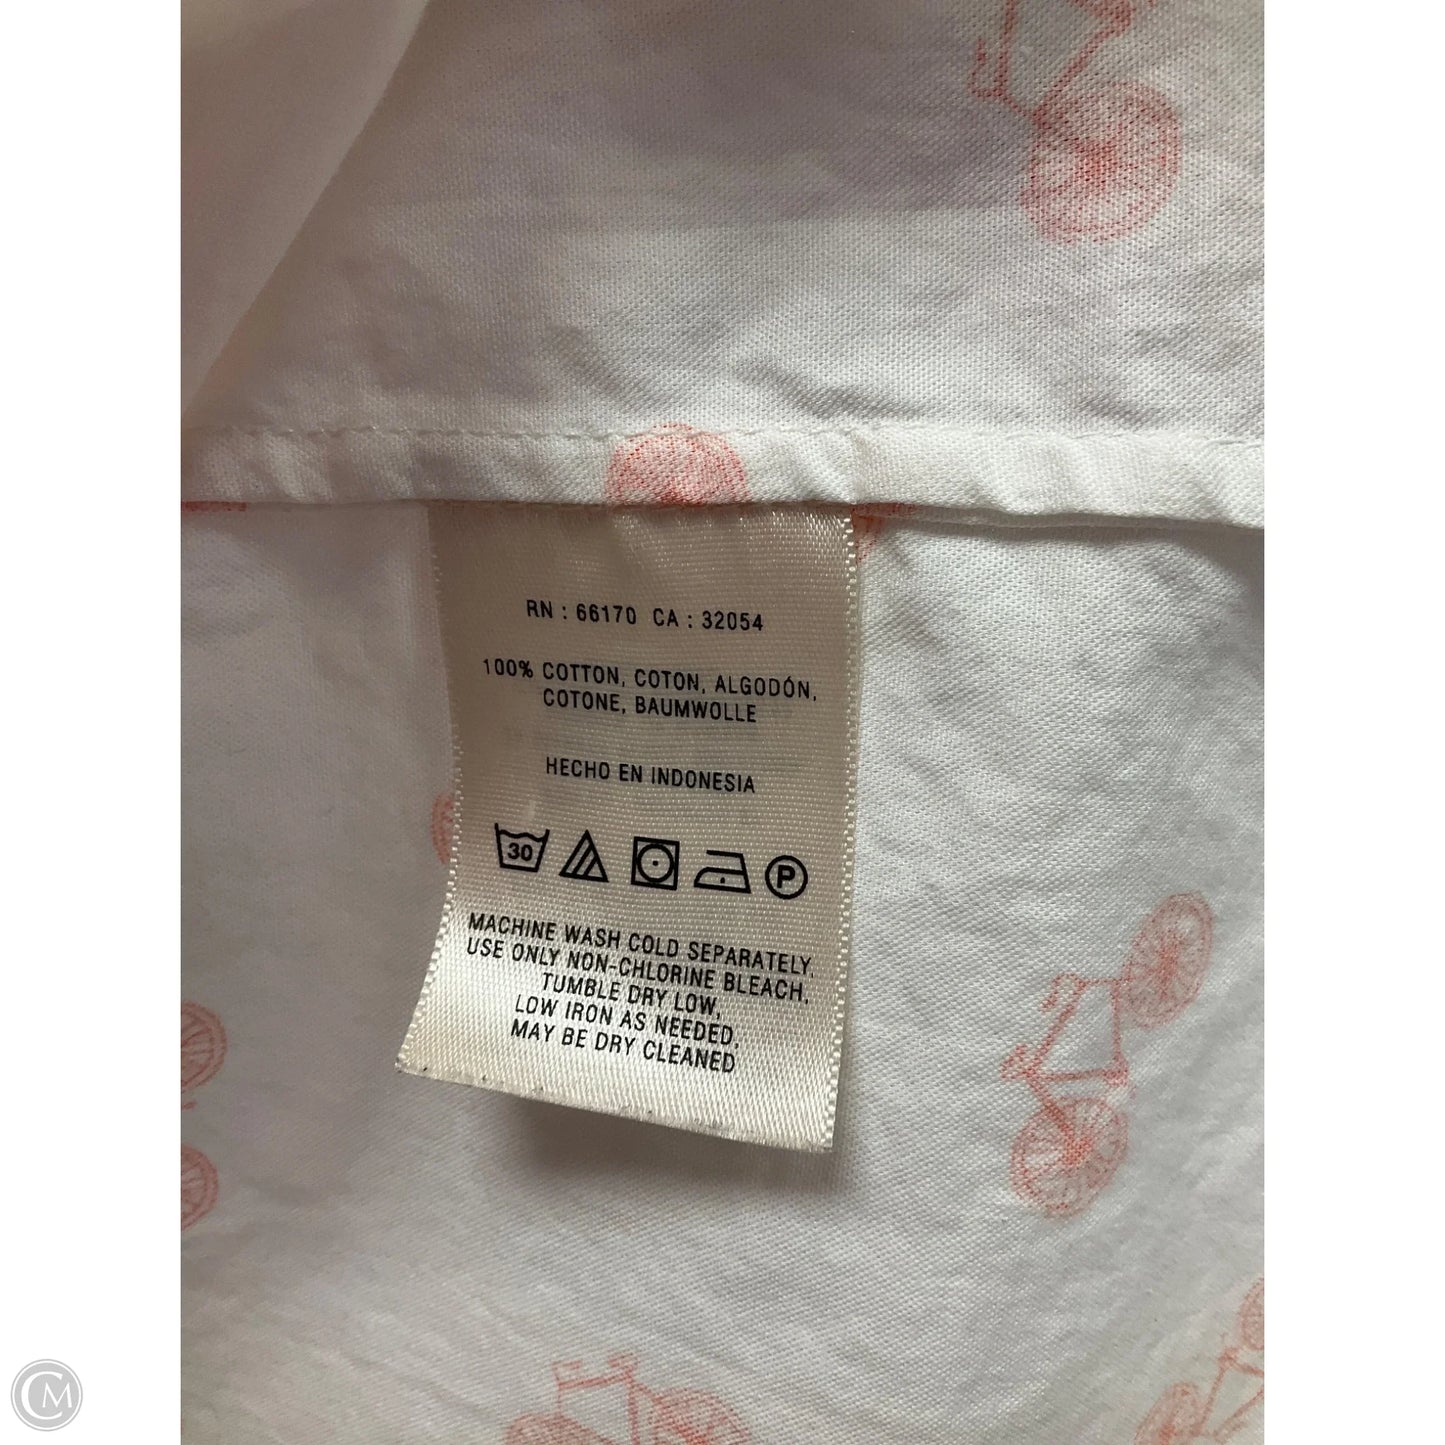 RN : 66170 CA : 32054
100% COTTON, COTON, ALGODÓN,
COTONE, BAUMWOLLE
HECHO EN INDONESIA
30
P
MACHINE WASH COLD SEPARATELY,
USE ONLY NON-CHLORINE BLEACH,
TUMBLE DRY LOW,
LOW IRON AS NEEDED,
MAY BE DRY CLEANED
CM